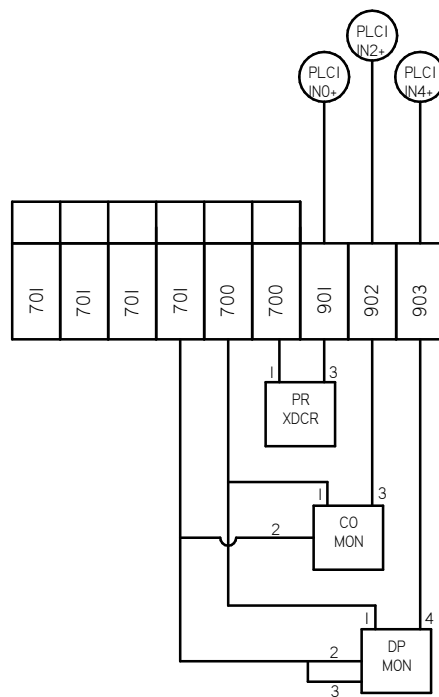 PLCI
IN2+
PLCI
IN0+
PLCI
IN4+
701
701
701
701
700
700
901
902
903
1
3
PR
XDCR
1
3
2
CO
MON
1
4
2
DP
MON
3